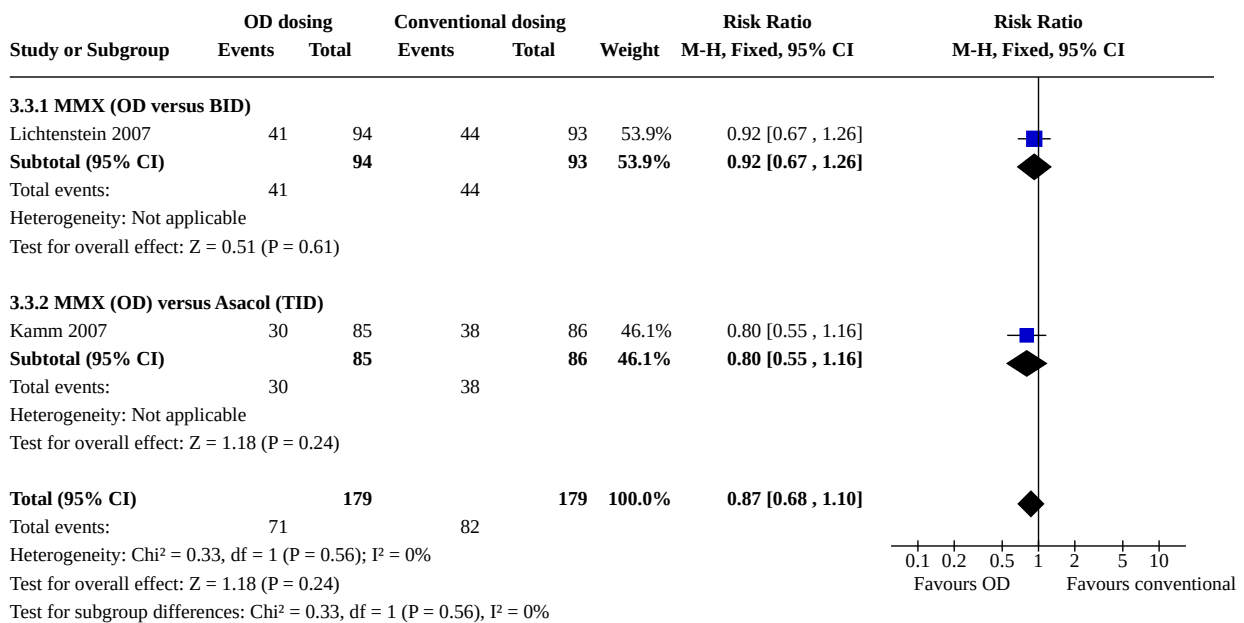 OD dosing Conventional dosing Risk Ratio Risk Ratio
Study or Subgroup Events Total Events Total Weight M-H, Fixed, 95% CI M-H, Fixed, 95% CI
3.3.1 MMX (OD versus BID)
Lichtenstein 2007 41 94 44 93 53.9% 0.92 [0.67 , 1.26]
Subtotal (95% CI) 94 93 53.9% 0.92 [0.67 , 1.26]
Total events: 41 44
Heterogeneity: Not applicable
Test for overall effect: Z = 0.51 (P = 0.61)
3.3.2 MMX (OD) versus Asacol (TID)
Kamm 2007 30 85 38 86 46.1% 0.80 [0.55 , 1.16]
Subtotal (95% CI) 85 86 46.1% 0.80 [0.55 , 1.16]
Total events: 30 38
Heterogeneity: Not applicable
Test for overall effect: Z = 1.18 (P = 0.24)
Total (95% CI) 179 179 100.0% 0.87 [0.68 , 1.10]
Total events: 71 82
Heterogeneity: Chi² = 0.33, df = 1 (P = 0.56); I² = 0%
0.1 0.2 0.5 1 2 5 10
Test for overall effect: Z = 1.18 (P = 0.24) Favours OD Favours conventional
Test for subgroup differences: Chi² = 0.33, df = 1 (P = 0.56), I² = 0%